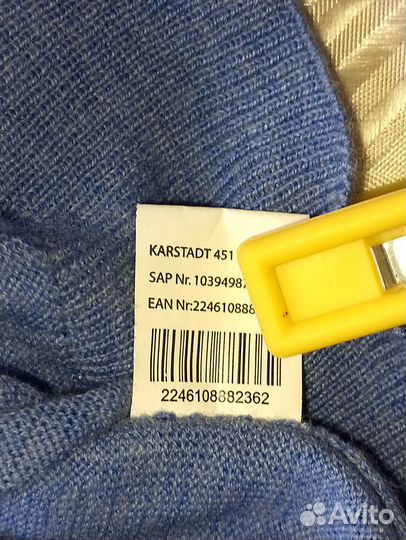 KARSTADT 451
SAP Nr. 1039498
EAN Nr:224610888
2246108882362
Avito